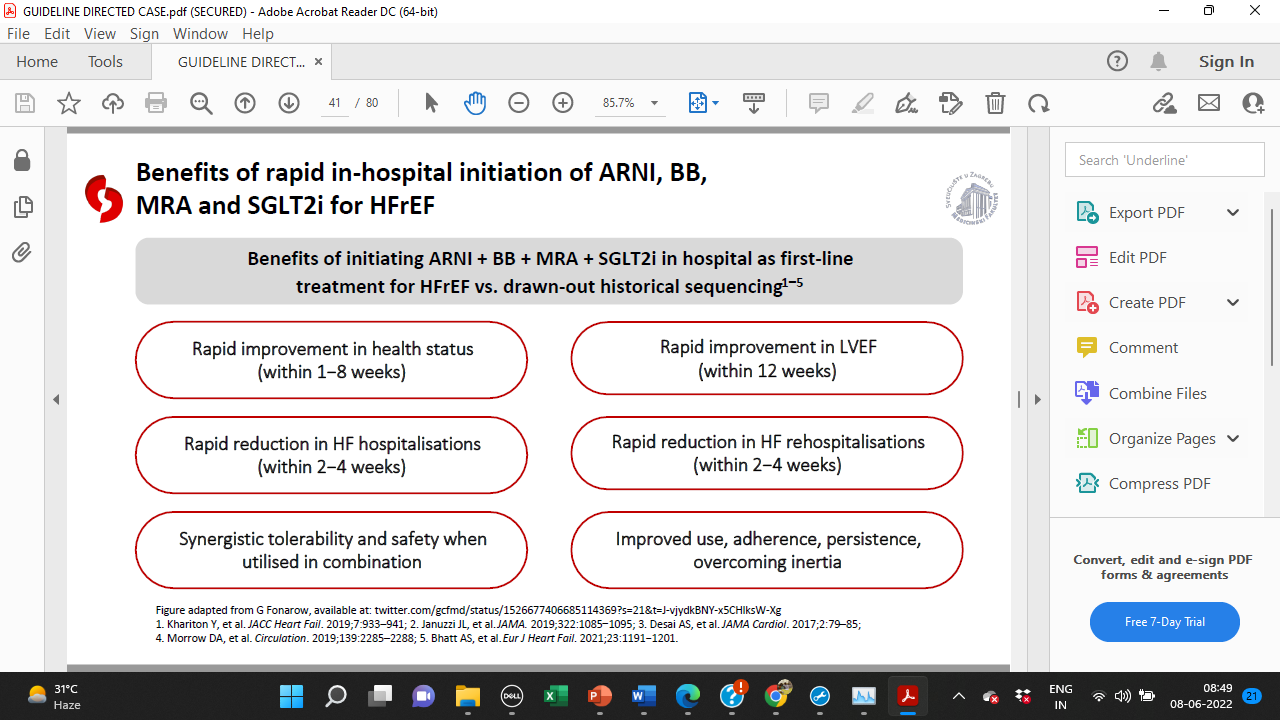 GUIDELINE DIRECTED CASE.pdf (SECURED) - Adobe Acrobat Reader DC (64-bit)
File Edit View Sign Window Help
Home Tools GUIDELINE DIRECT... × Sign In
41 / 80 85.7%
Benefits of rapid in-hospital initiation of ARNI, BB,
MRA and SGLT2i for HFrEF
SVEUČILIŠTE U ZAGREBU
MEDICINSKI FAKULTET
Benefits of initiating ARNI + BB + MRA + SGLT2i in hospital as first-line
treatment for HFrEF vs. drawn-out historical sequencing1–5
Rapid improvement in health status
(within 1–8 weeks)
Rapid improvement in LVEF
(within 12 weeks)
Rapid reduction in HF hospitalisations
(within 2–4 weeks)
Rapid reduction in HF rehospitalisations
(within 2–4 weeks)
Synergistic tolerability and safety when
utilised in combination
Improved use, adherence, persistence,
overcoming inertia
Figure adapted from G Fonarow, available at: twitter.com/gcfmd/status/1526677406685114369?s=21&t=J-vjydkBNY-x5CHIksW-Xg
1. Khariton Y, et al. JACC Heart Fail. 2019;7:933–941; 2. Januzzi JL, et al. JAMA. 2019;322:1085–1095; 3. Desai AS, et al. JAMA Cardiol. 2017;2:79–85;
4. Morrow DA, et al. Circulation. 2019;139:2285–2288; 5. Bhatt AS, et al. Eur J Heart Fail. 2021;23:1191–1201.
Search 'Underline'
Export PDF
Edit PDF
Create PDF
Comment
Combine Files
Organize Pages
Compress PDF
Convert, edit and e-sign PDF
forms & agreements
Free 7-Day Trial
31°C
Haze
DELL
ENG
IN
08:49
08-06-2022
21